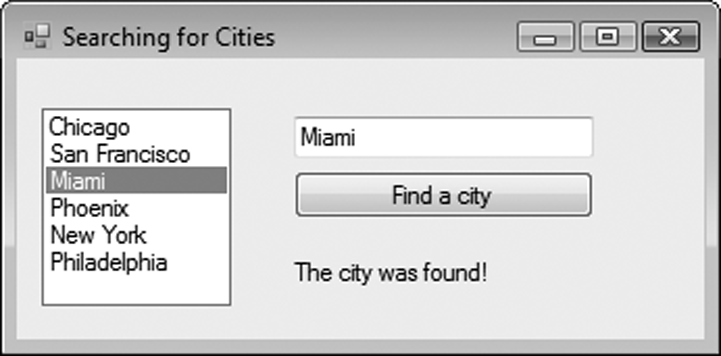 Searching for Cities
Chicago
San Francisco
Miami
Phoenix
New York
Philadelphia
Miami
Find a city
The city was found!